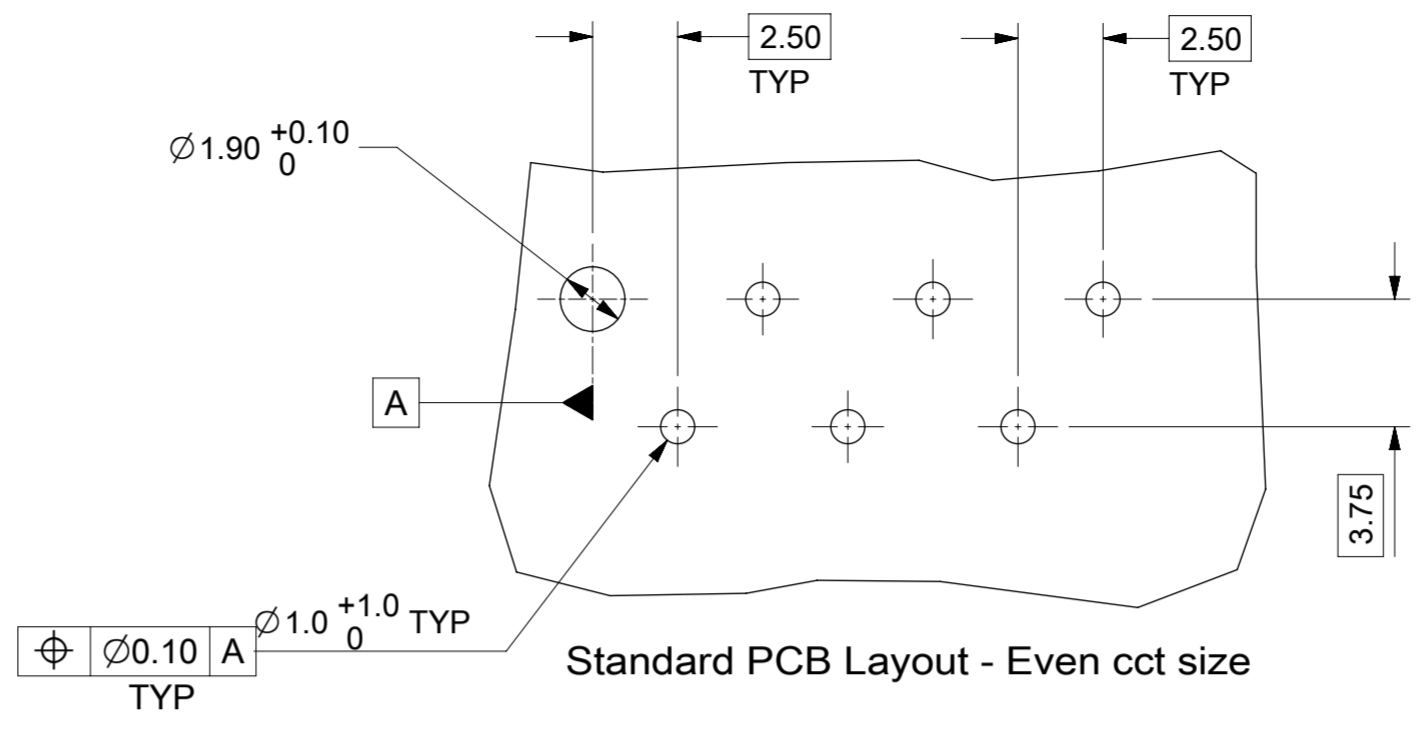 2.50
TYP
2.50
TYP
∅1.90 +0.10
0
A
3.75
∅1.0 +1.0 TYP
0
⌖ ∅0.10 A
TYP
Standard PCB Layout - Even cct size